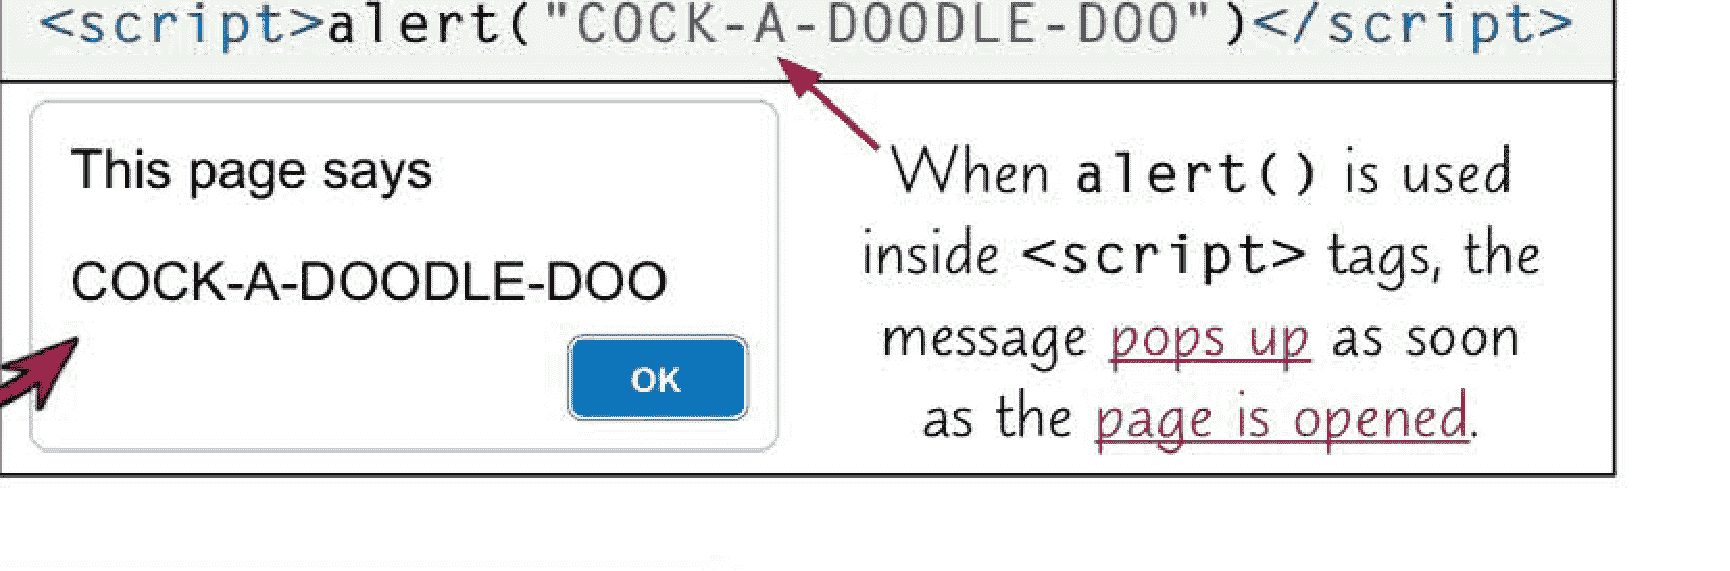 <script>alert("COCK-A-DOODLE-DOO")</script>
This page says
COCK-A-DOODLE-DOO
OK
When alert() is used
inside <script> tags, the
message pops up as soon
as the page is opened.